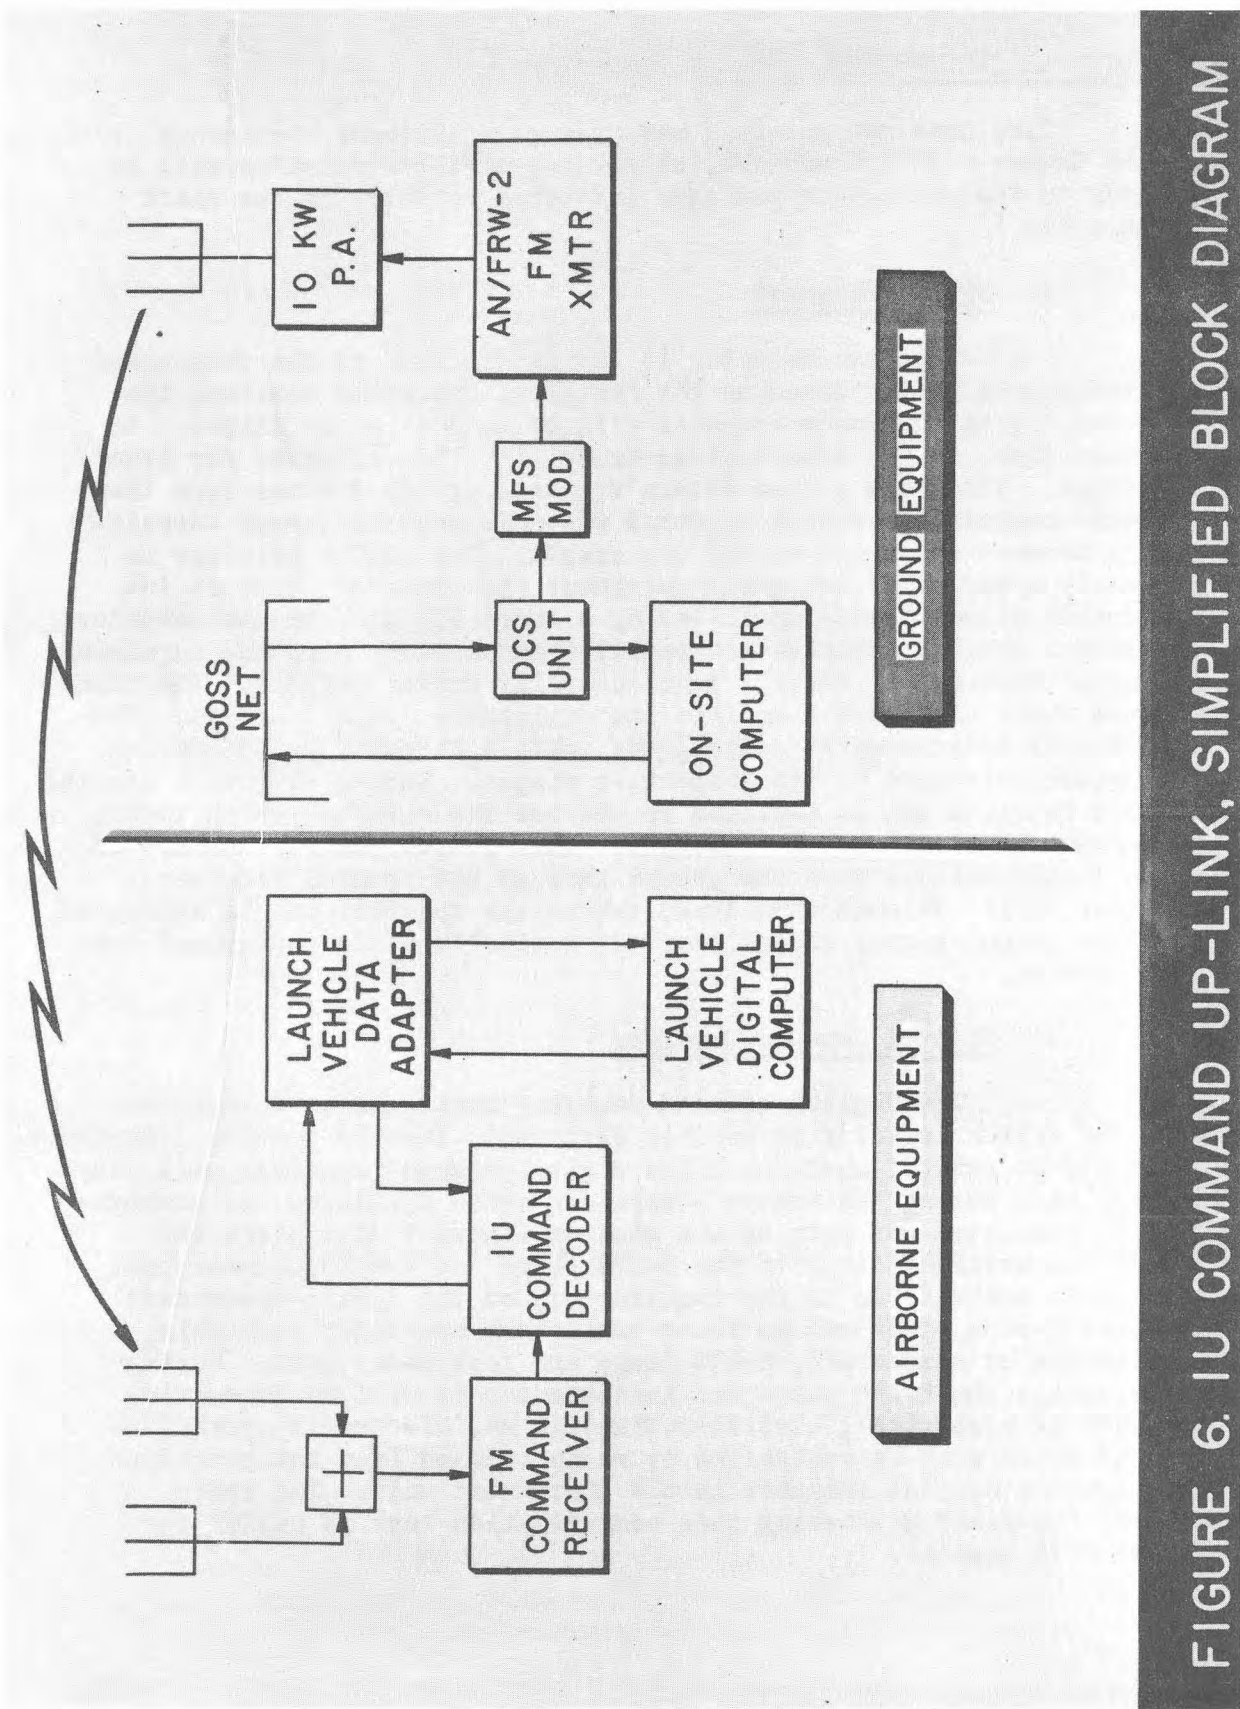 GOSS
NET
10 KW
P.A.
LAUNCH
VEHICLE
DATA
ADAPTER
FM
COMMAND
RECEIVER
IU
COMMAND
DECODER
DCS
UNIT
MFS
MOD
AN/FRW-2
FM
XMTR
LAUNCH
VEHICLE
DIGITAL
COMPUTER
ON-SITE
COMPUTER
AIRBORNE EQUIPMENT
GROUND EQUIPMENT
FIGURE 6. IU COMMAND UP-LINK, SIMPLIFIED BLOCK DIAGRAM